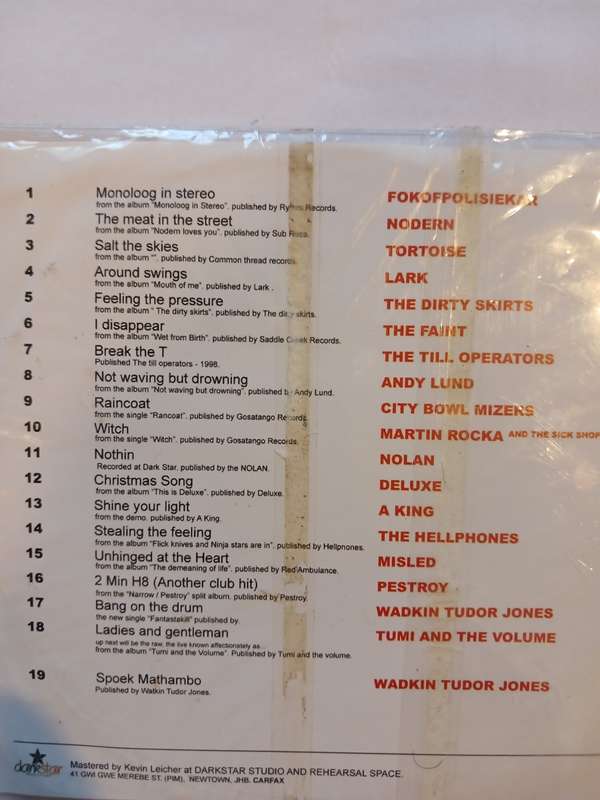 1 Monoloog in stereo FOKOFPOLISIEKAR
from the album "Monoloog in Stereo". published by Records.
2 The meat in the street NODERN
from the album "Nodern loves you". published by Sub
3 Salt the skies TORTOISE
from the album "". published by Common thread records.
4 Around swings LARK
from the album "Mouth of me". published by Lark .
5 Feeling the pressure THE DIRTY SKIRTS
from the album " The dirty skirts". published by The dirty skirts.
6 I disappear THE FAINT
from the album "Wet from Birth". published by Saddle Creek Records.
7 Break the T THE TILL OPERATORS
Published The till operators - 1998.
8 Not waving but drowning ANDY LUND
from the album "Not waving but drowning". published by Andy Lund.
9 Raincoat CITY BOWL MIZERS
from the single "Rancoat". published by Gosatango Records.
10 Witch MARTIN ROCKA AND THE SICK SHOP
from the single "Witch". published by Gosatango Records.
11 Nothin NOLAN
Recorded at Dark Star, published by the NOLAN.
12 Christmas Song DELUXE
from the album "This is Deluxe". published by Deluxe.
13 Shine your light A KING
from the demo. published by A King.
14 Stealing the feeling THE HELLPHONES
from the album "Flick knives and Ninja stars are in". published by Hellpnones.
15 Unhinged at the Heart MISLED
from the album "The demeaning of life". published by Red Ambulance.
16 2 Min H8 (Another club hit) PESTROY
from the "Narrow / Pestroy" split album. published by Pestroy.
17 Bang on the drum WADKIN TUDOR JONES
the new single "Fantastekill" published by.
18 Ladies and gentleman TUMI AND THE VOLUME
up next will be the raw, the live known affectionately as...
from the album "Tumi and the Volume". Published by Tumi and the volume.
19 Spoek Mathambo WADKIN TUDOR JONES
Published by Watkin Tudor Jones.
darkstar Mastered by Kevin Leicher at DARKSTAR STUDIO AND REHEARSAL SPACE.
41 GWI GWE MEREBE ST. (PIM), NEWTOWN, JHB. CARFAX